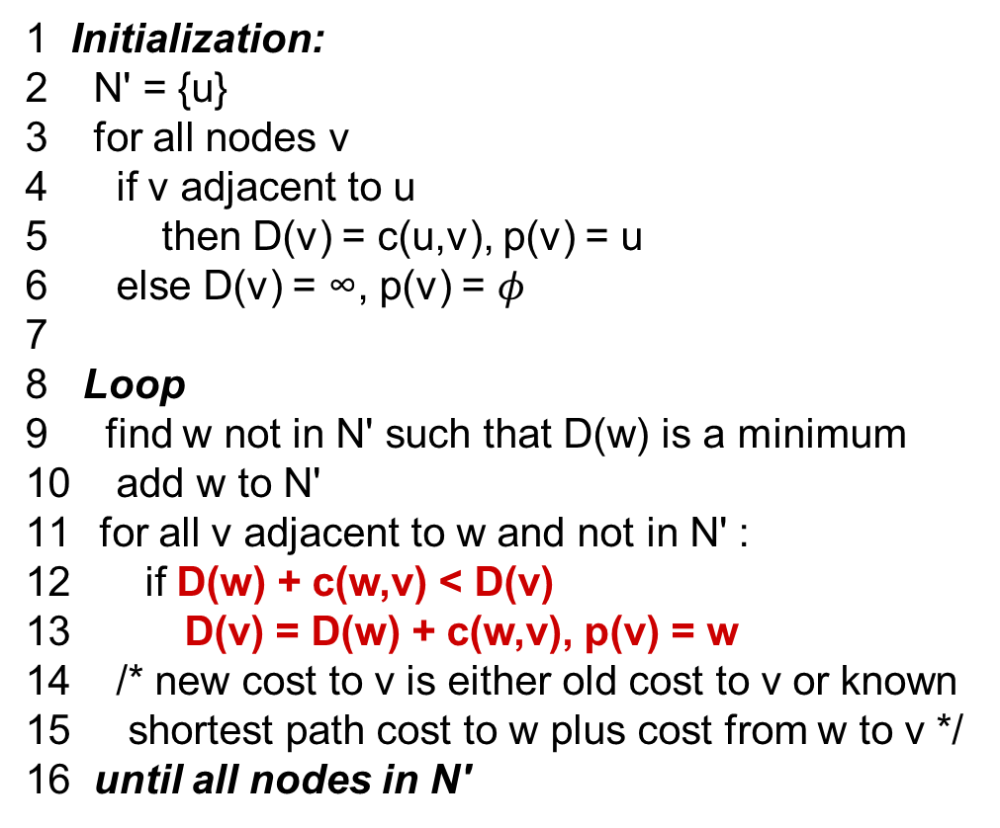 1 Initialization:
2 N' = {u}
3 for all nodes v
4 if v adjacent to u
5 then D(v) = c(u,v), p(v) = u
6 else D(v) = ∞, p(v) = ϕ
7
8 Loop
9 find w not in N' such that D(w) is a minimum
10 add w to N'
11 for all v adjacent to w and not in N' :
12 if D(w) + c(w,v) < D(v)
13 D(v) = D(w) + c(w,v), p(v) = w
14 /* new cost to v is either old cost to v or known
15 shortest path cost to w plus cost from w to v */
16 until all nodes in N'